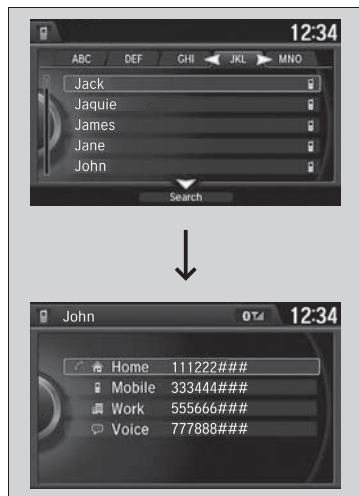 12:34
ABC DEF GHI JKL MNO
Jack
Jaquie
James
Jane
John
Search
John 12:34
Home 111222###
Mobile 333444###
Work 555666###
Voice 777888###